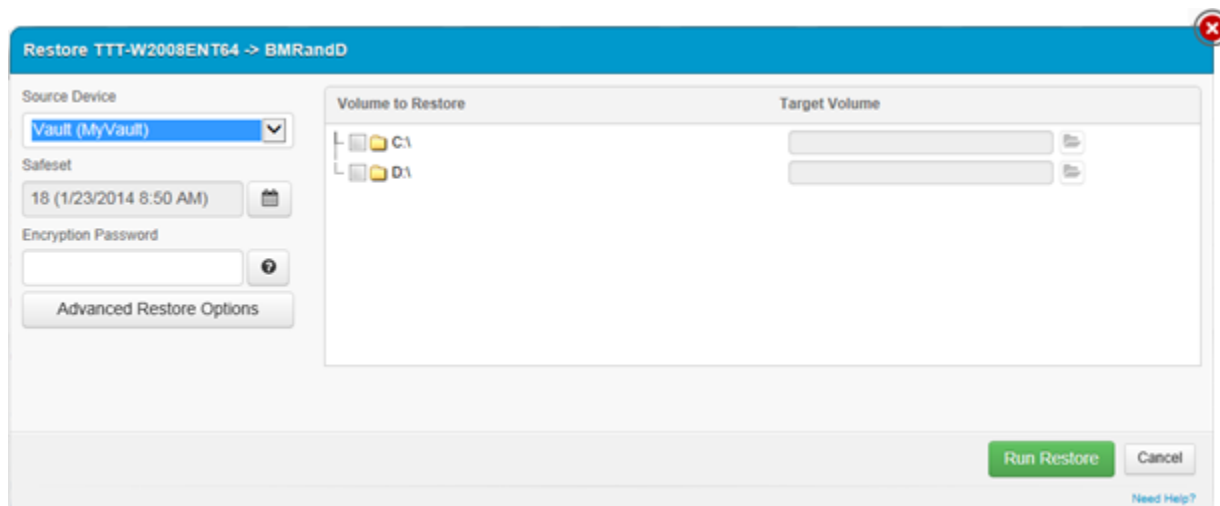 Restore TTT-W2008ENT64 -> BMRandD
Source Device
Vault (MyVault)
Safeset
18 (1/23/2014 8:50 AM)
Encryption Password
Advanced Restore Options
Volume to Restore Target Volume
C:\
D:\
Run Restore Cancel
Need Help?